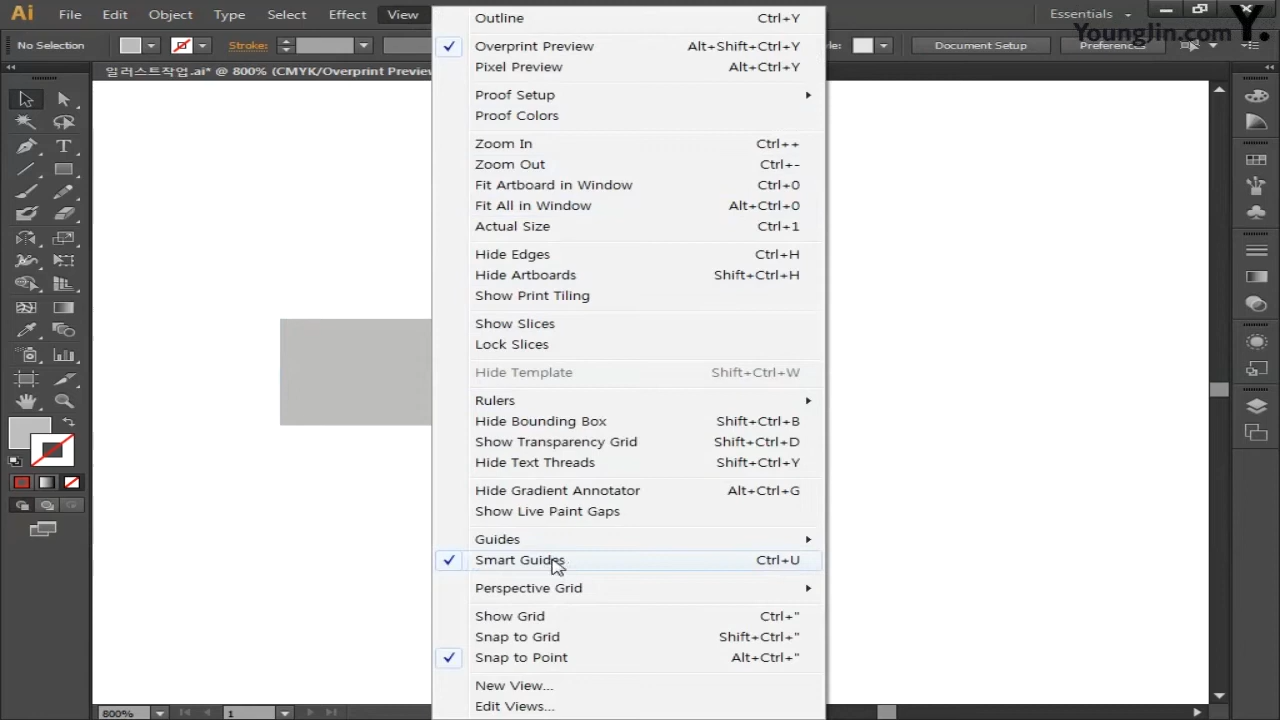 Ai File Edit Object Type Select Effect View Essentials
YoungJin.com Y.
No Selection Stroke: Document Setup
일러스트작업.ai* @ 800% (CMYK/Overprint Preview
Outline Ctrl+Y
Overprint Preview Alt+Shift+Ctrl+Y
Pixel Preview Alt+Ctrl+Y
Proof Setup
Proof Colors
Zoom In Ctrl++
Zoom Out Ctrl+-
Fit Artboard in Window Ctrl+0
Fit All in Window Alt+Ctrl+0
Actual Size Ctrl+1
Hide Edges Ctrl+H
Hide Artboards Shift+Ctrl+H
Show Print Tiling
Show Slices
Lock Slices
Hide Template Shift+Ctrl+W
Rulers
Hide Bounding Box Shift+Ctrl+B
Show Transparency Grid Shift+Ctrl+D
Hide Text Threads Shift+Ctrl+Y
Hide Gradient Annotator Alt+Ctrl+G
Show Live Paint Gaps
Guides
Smart Guides Ctrl+U
Perspective Grid
Show Grid Ctrl+"
Snap to Grid Shift+Ctrl+"
Snap to Point Alt+Ctrl+"
New View...
Edit Views...
800% 1